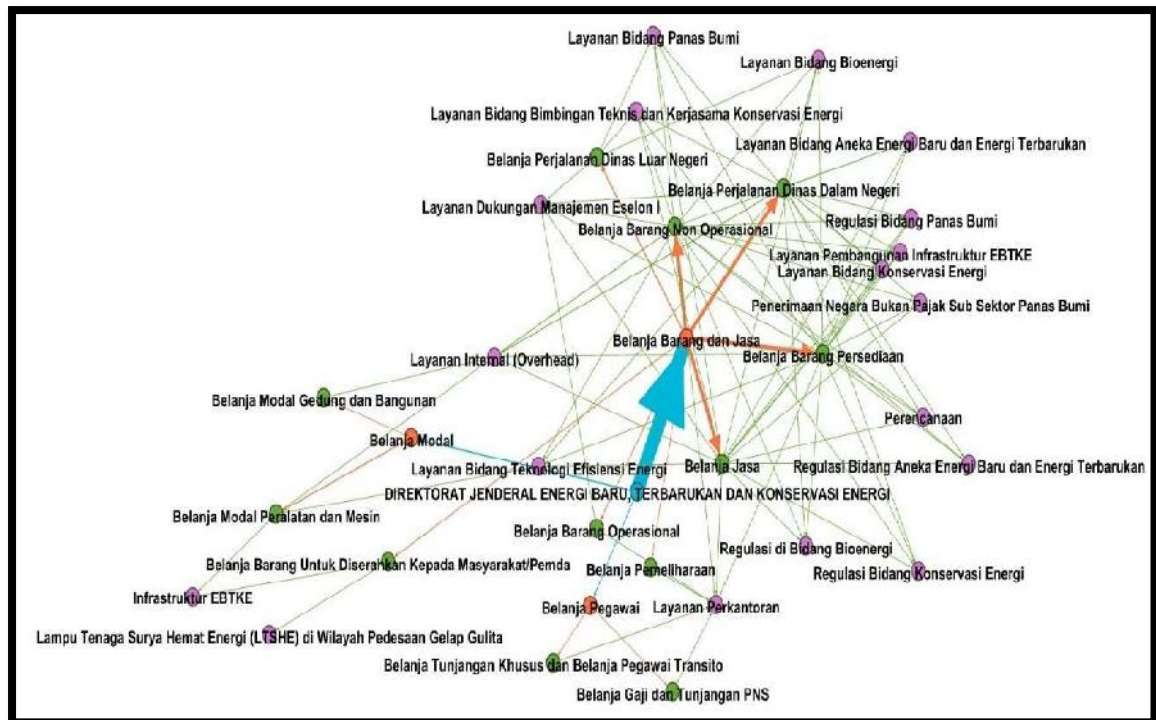 Layanan Bidang Panas Bumi
Layanan Bidang Bioenergi
Layanan Bidang Bimbingan Teknis dan Kerjasama Konservasi Energi
Layanan Bidang Aneka Energi Baru dan Energi Terbarukan
Belanja Perjalanan Dinas Luar Negeri
Belanja Perjalanan Dinas Dalam Negeri
Layanan Dukungan Manajemen Eselon I
Regulasi Bidang Panas Bumi
Belanja Barang Non Operasional
Layanan Pembangunan Infrastruktur EBTKE
Layanan Bidang Konservasi Energi
Penerimaan Negara Bukan Pajak Sub Sektor Panas Bumi
Belanja Barang dan Jasa
Belanja Barang Persediaan
Layanan Internal (Overhead)
Belanja Modal Gedung dan Bangunan
Perencanaan
Belanja Modal
Layanan Bidang Teknologi Efisiensi Energi
Belanja Jasa
Regulasi Bidang Aneka Energi Baru dan Energi Terbarukan
DIREKTORAT JENDERAL ENERGI BARU, TERBARUKAN DAN KONSERVASI ENERGI
Belanja Modal Peralatan dan Mesin
Belanja Barang Operasional
Regulasi di Bidang Bioenergi
Belanja Barang Untuk Diserahkan Kepada Masyarakat/Pemda
Belanja Pemeliharaan
Regulasi Bidang Konservasi Energi
Infrastruktur EBTKE
Belanja Pegawai
Layanan Perkantoran
Lampu Tenaga Surya Hemat Energi (LTSHE) di Wilayah Pedesaan Gelap Gulita
Belanja Tunjangan Khusus dan Belanja Pegawai Transito
Belanja Gaji dan Tunjangan PNS